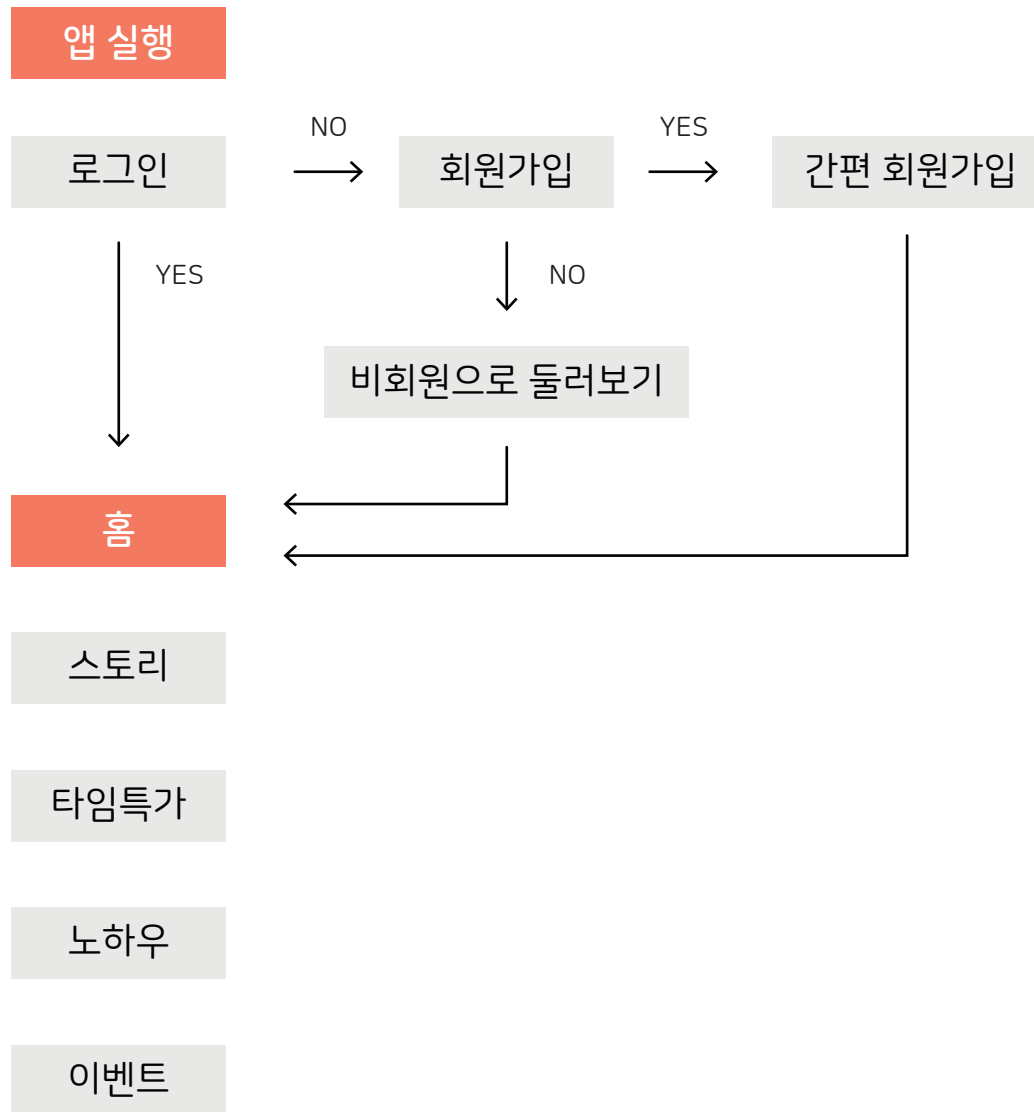 앱 실행
NO
YES
로그인
회원가입
간편 회원가입
YES
NO
비회원으로 둘러보기
홈
스토리
타임특가
노하우
이벤트